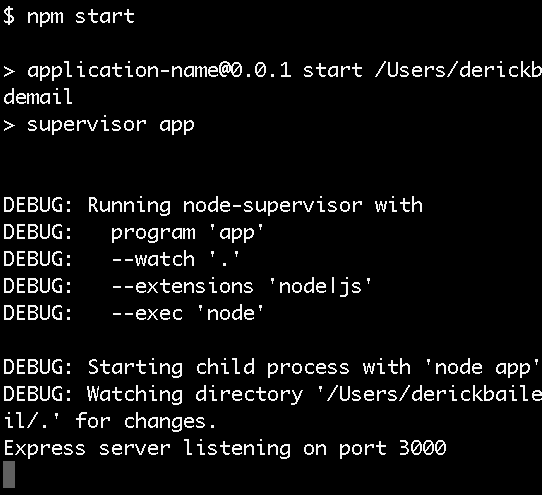 $ npm start
> application-name@0.0.1 start /Users/derickb
demail
> supervisor app
DEBUG: Running node-supervisor with
DEBUG:   program 'app'
DEBUG:   --watch '.'
DEBUG:   --extensions 'node|js'
DEBUG:   --exec 'node'
DEBUG: Starting child process with 'node app'
DEBUG: Watching directory '/Users/derickbaile
il/.' for changes.
Express server listening on port 3000